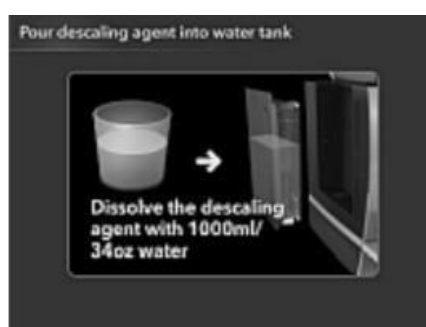 Pour descaling agent into water tank
Dissolve the descaling
agent with 1000ml/
34oz water